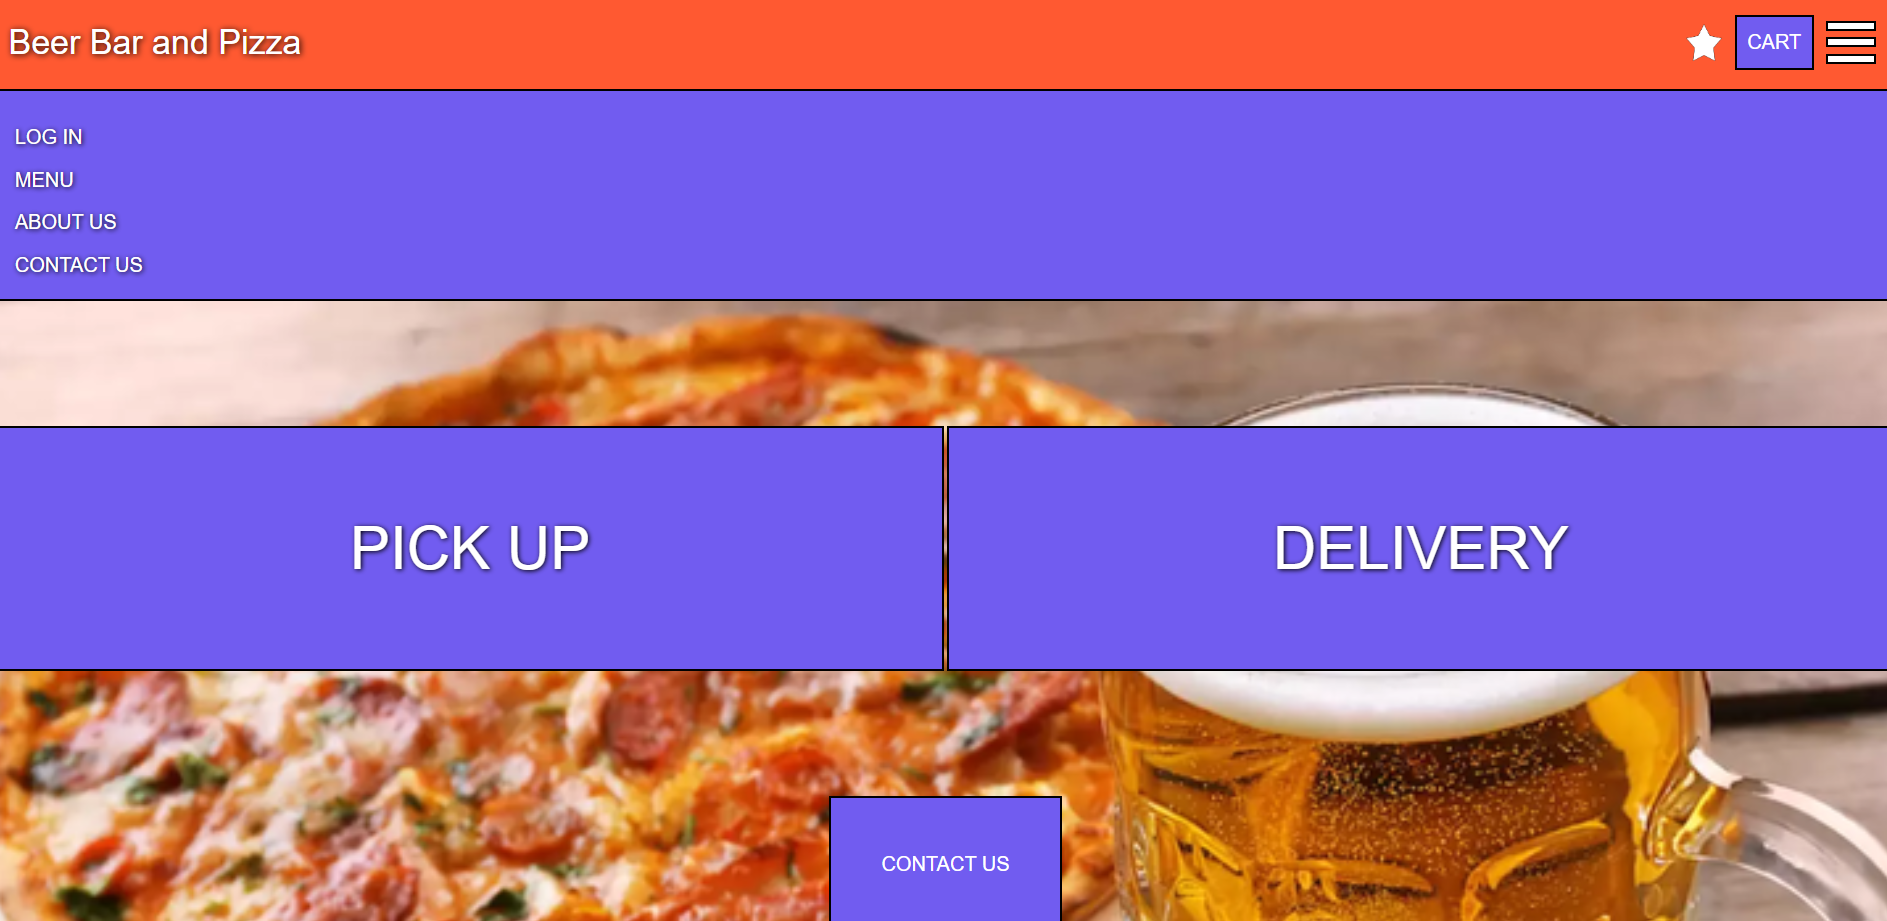 Beer Bar and Pizza
CART
LOG IN
MENU
ABOUT US
CONTACT US
PICK UP
DELIVERY
CONTACT US